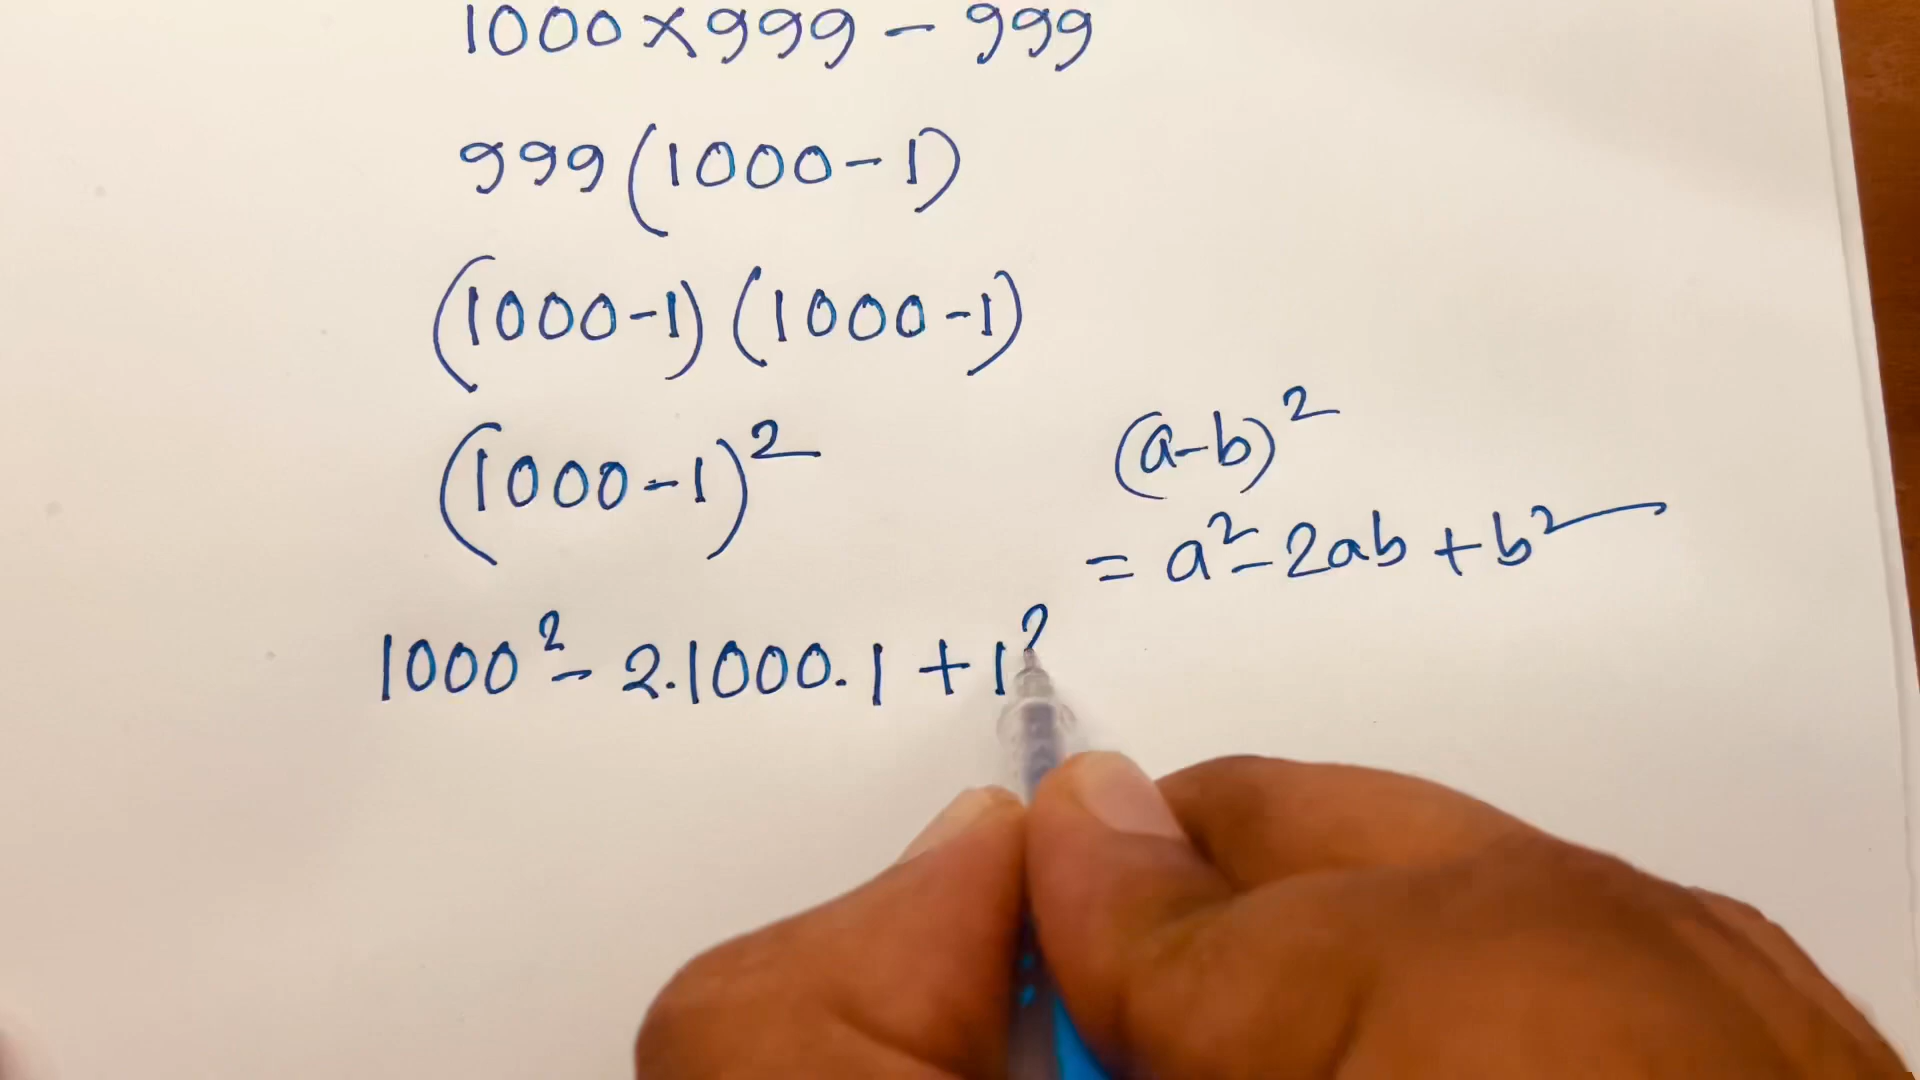 1000×999-999
999(1000-1)
(1000-1)(1000-1)
(1000-1)²
(a-b)²
= a²-2ab+b²
1000²-2.1000.1+1²